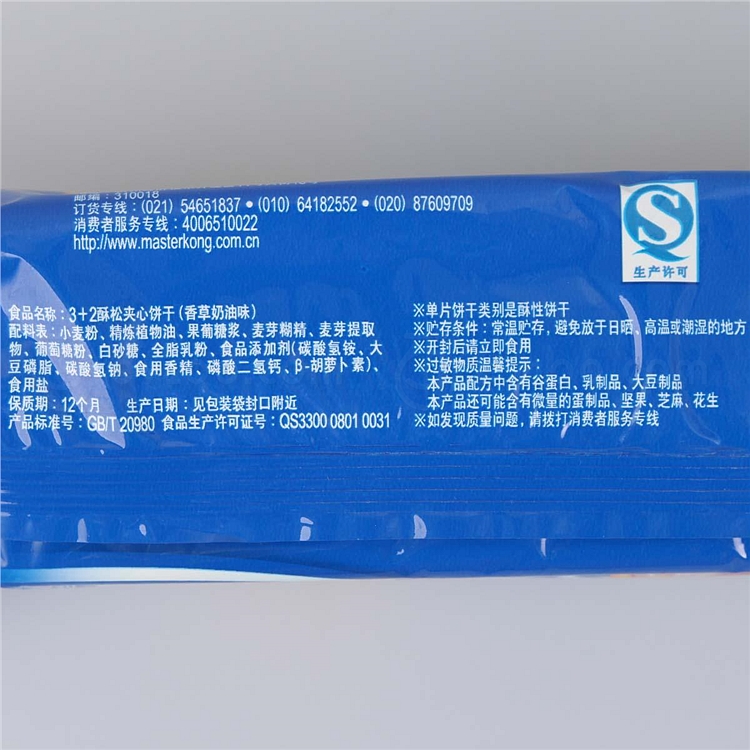 邮编：310018
订货专线：(021) 54651837 • (010) 64182552 • (020) 87609709
消费者服务专线：4006510022
http://www.masterkong.com.cn
生产许可
食品名称：3+2酥松夹心饼干（香草奶油味）
配料表：小麦粉、精炼植物油、果葡糖浆、麦芽糊精、麦芽提取
物、葡萄糖粉、白砂糖、全脂乳粉、食品添加剂(碳酸氢铵、大
豆磷脂、碳酸氢钠、食用香精、磷酸二氢钙、β-胡萝卜素)、
食用盐
保质期：12个月 生产日期：见包装袋封口附近
产品标准号：GB/T 20980 食品生产许可证号：QS3300 0801 0031
※单片饼干类别是酥性饼干
※贮存条件：常温贮存，避免放于日晒、高温或潮湿的地方
※开封后请立即食用
※过敏物质温馨提示：
本产品配方中含有谷蛋白、乳制品、大豆制品
本产品还可能含有微量的蛋制品、坚果、芝麻、花生
※如发现质量问题，请拨打消费者服务专线